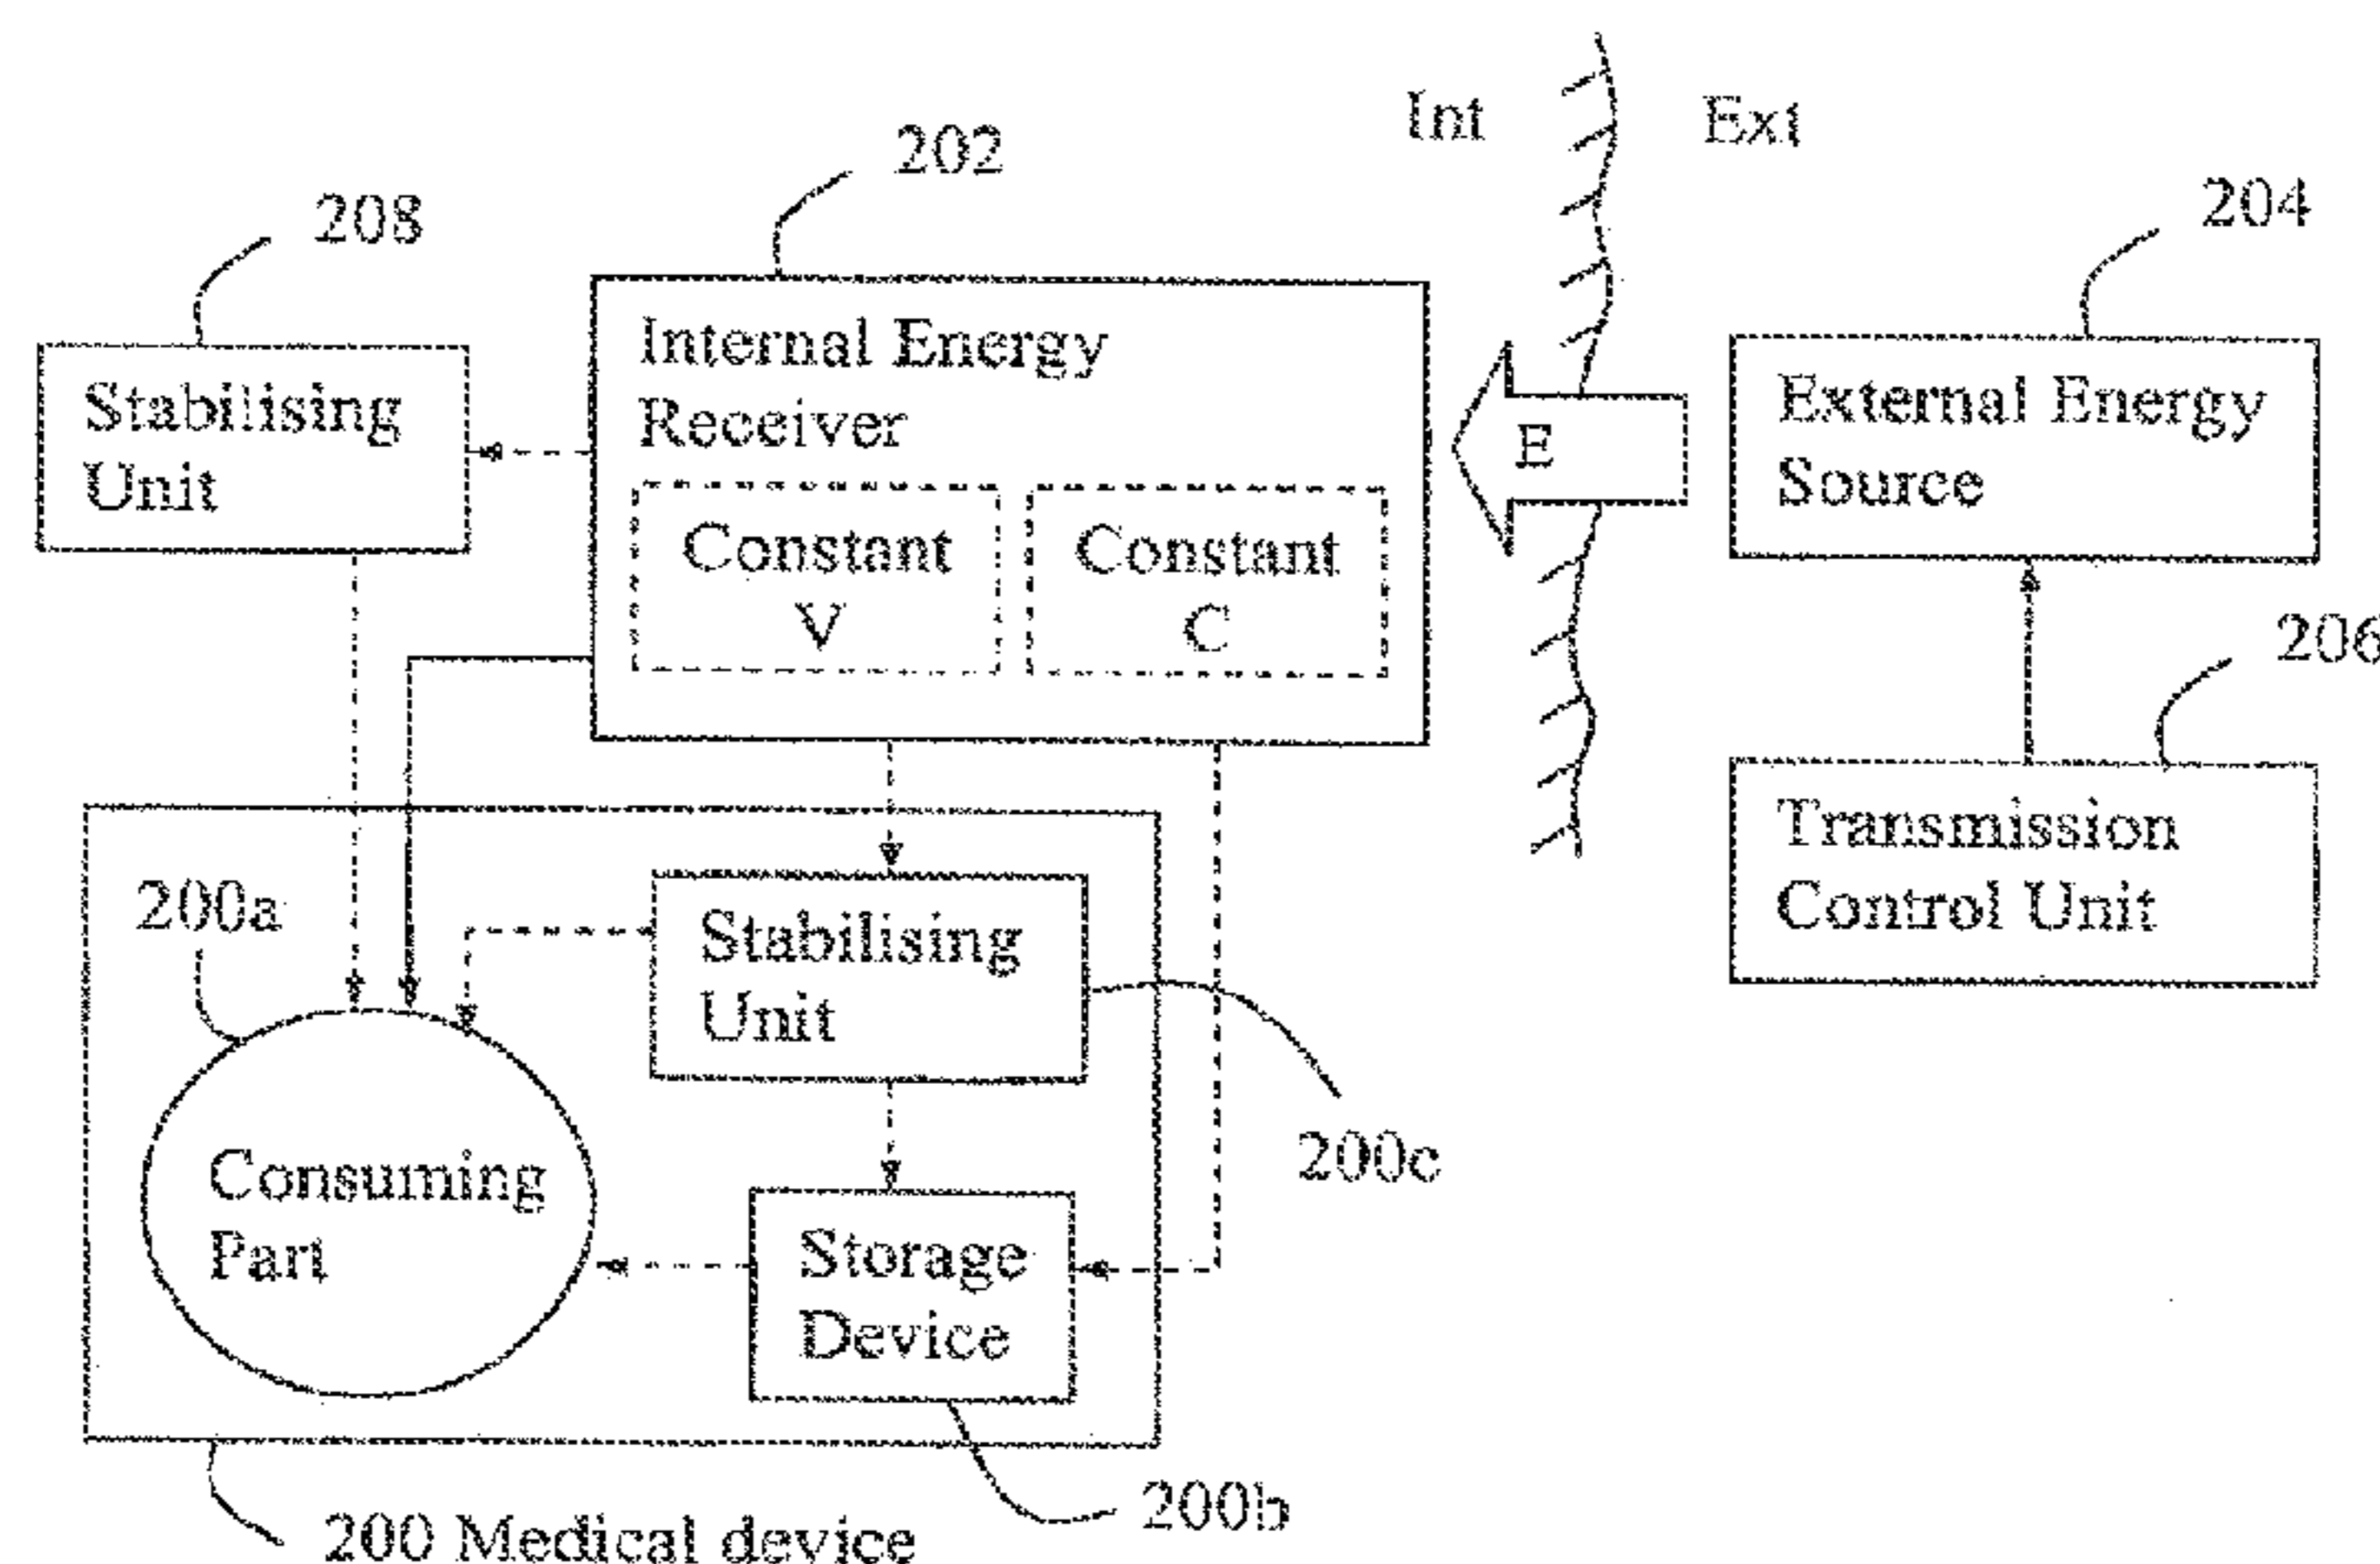 Int
Ext
202
208
204
Internal Energy
Receiver
Stabilising
Unit
E
External Energy
Source
Constant
V
Constant
C
206
Transmission
Control Unit
200a
Stabilising
Unit
200c
Consuming
Part
Storage
Device
200b
200 Medical device